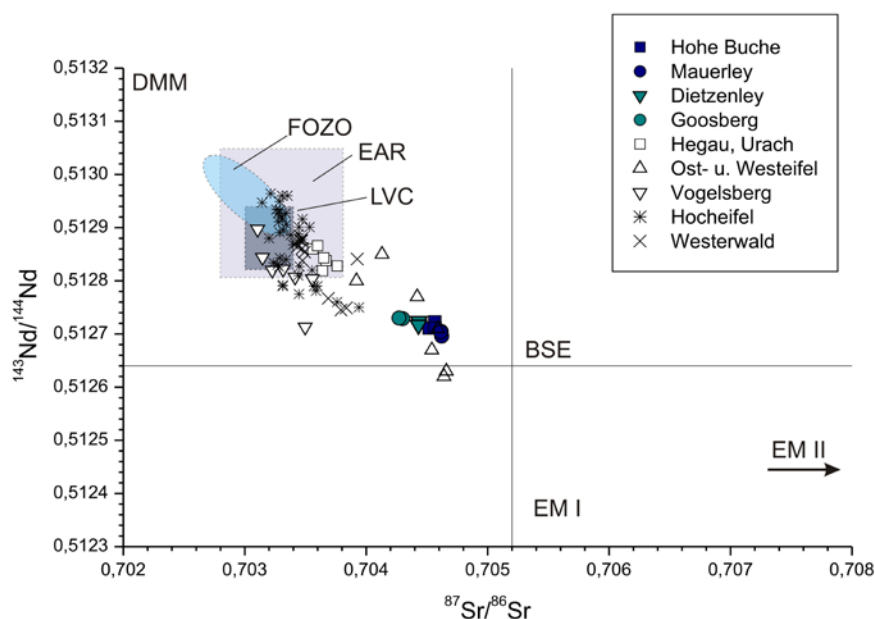 0,5132
0,5131
0,5130
0,5129
0,5128
0,5127
0,5126
0,5125
0,5124
0,5123
¹⁴³Nd/¹⁴⁴Nd
DMM
FOZO
EAR
LVC
BSE
EM II
EM I
Hohe Buche
Mauerley
Dietzenley
Goosberg
Hegau, Urach
Ost- u. Westeifel
Vogelsberg
Hocheifel
Westerwald
0,702 0,703 0,704 0,705 0,706 0,707 0,708
⁸⁷Sr/⁸⁶Sr